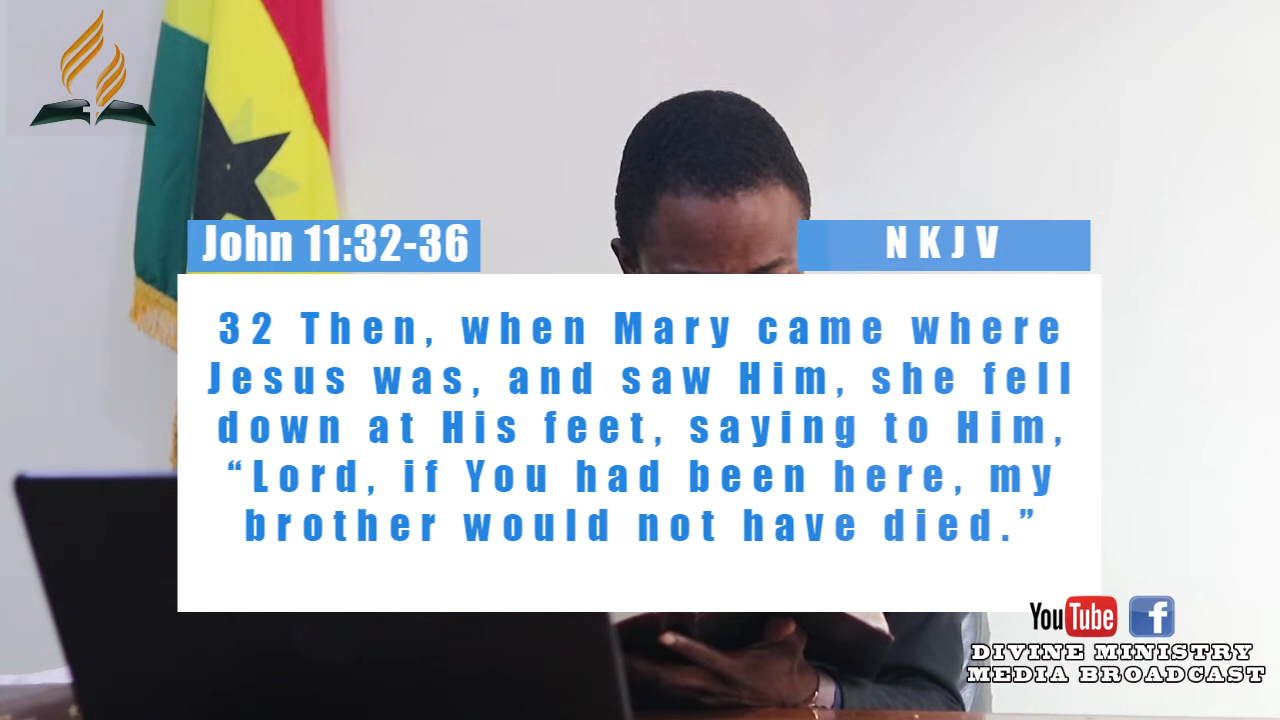 John 11:32-36
NKJV
32 Then, when Mary came where
Jesus was, and saw Him, she fell
down at His feet, saying to Him,
“Lord, if You had been here, my
brother would not have died.”
YouTube f
DIVINE MINISTRY
MEDIA BROADCAST